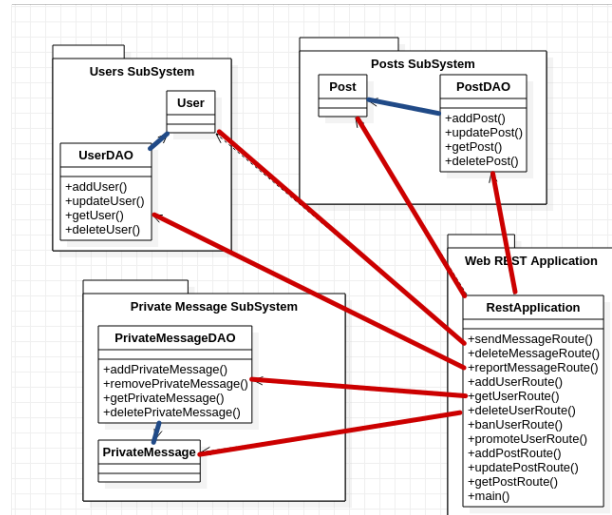 Users SubSystem
User
UserDAO
+addUser()
+updateUser()
+getUser()
+deleteUser()
Posts SubSystem
Post
PostDAO
+addPost()
+updatePost()
+getPost()
+deletePost()
Private Message SubSystem
PrivateMessageDAO
+addPrivateMessage()
+removePrivateMessage()
+getPrivateMessage()
+deletePrivateMessage()
PrivateMessage
Web REST Application
RestApplication
+sendMessageRoute()
+deleteMessageRoute()
+reportMessageRoute()
+addUserRoute()
+getUserRoute()
+deleteUserRoute()
+banUserRoute()
+promoteUserRoute()
+addPostRoute()
+updatePostRoute()
+getPostRoute()
+main()